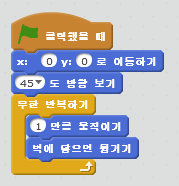 클릭했을 때
x: 0 y: 0 로 이동하기
45 도 방향 보기
무한 반복하기
1 만큼 움직이기
벽에 닿으면 튕기기